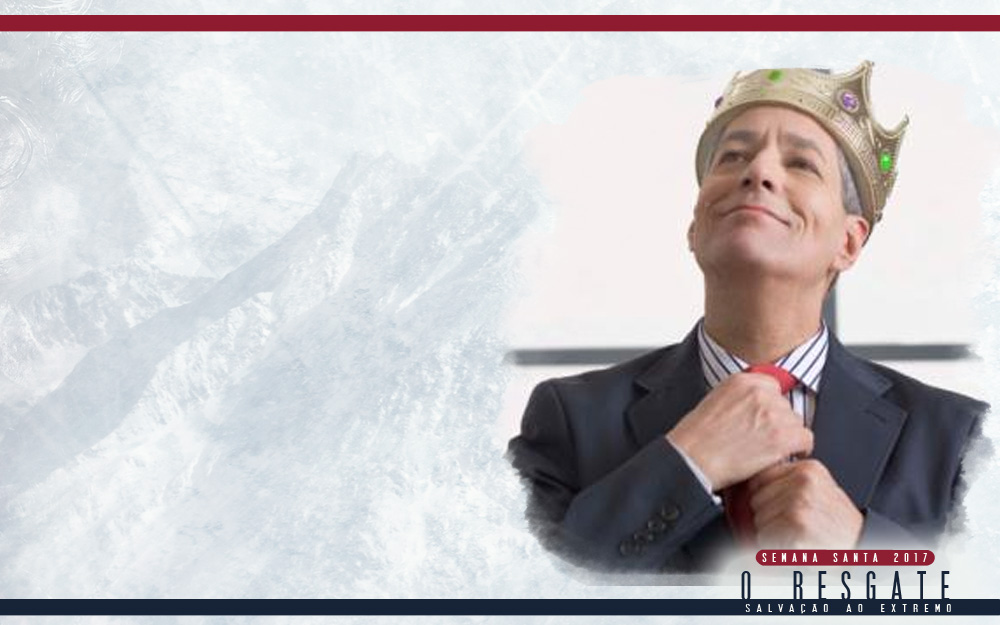 SEMANA SANTA 2017
O RESGATE
SALVAÇÃO AO EXTREMO